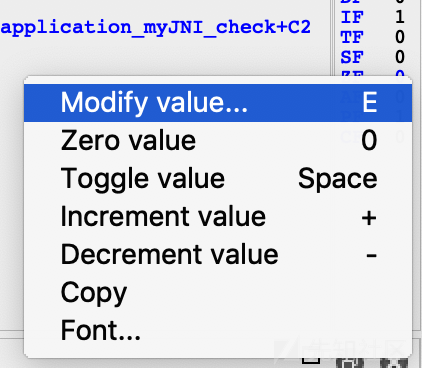 IF 1
application_myJNI_check+C2
TF 0
SF 0
Modify value... E
Zero value 0
Toggle value Space
Increment value +
Decrement value -
Copy
Font...